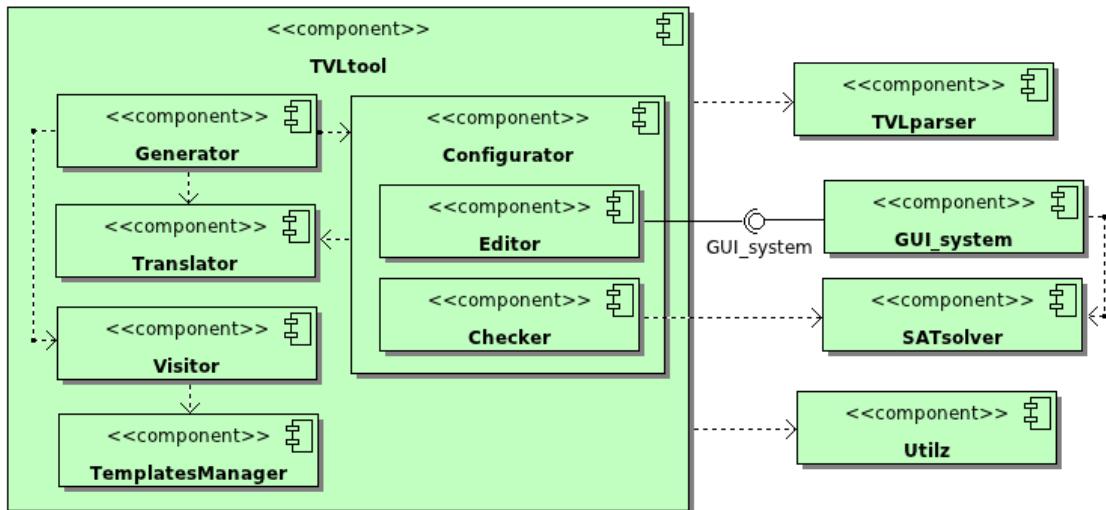 <<component>>
TVLtool
<<component>>
Generator
<<component>>
Translator
<<component>>
Visitor
<<component>>
TemplatesManager
<<component>>
Configurator
<<component>>
Editor
<<component>>
Checker
GUI_system
<<component>>
TVLparser
<<component>>
GUI_system
<<component>>
SATsolver
<<component>>
Utilz